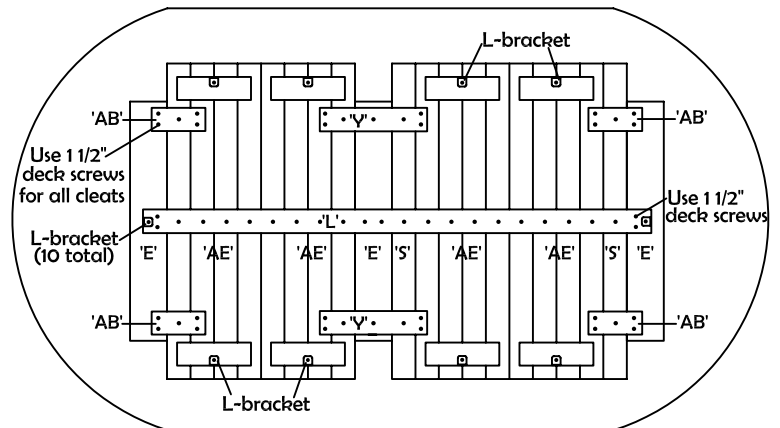 L-bracket
'AB'
'Y'
'AB'
Use 1 1/2"
deck screws
for all cleats
Use 1 1/2"
deck screws
'L'
L-bracket
(10 total)
'E'
'AE'
'AE'
'E'
'S'
'AE'
'AE'
'S'
'E'
'AB'
'Y'
'AB'
L-bracket